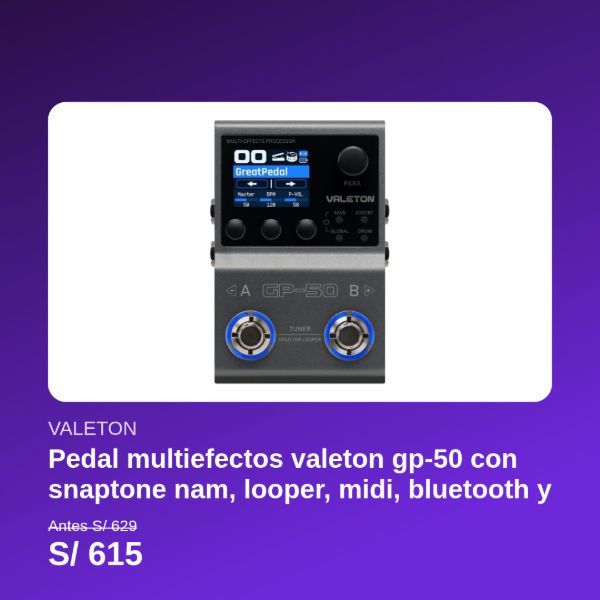 MULTI-EFFECTS PROCESSOR
00
GreatPedal
Master BPM P-VOL
50 120 50
PARA
VALETON
SAVE EXIT/BT
GLOBAL DRUM
A GP-50 B
TUNER
HOLD FOR LOOPER
VALETON
Pedal multiefectos valeton gp-50 con
snaptone nam, looper, midi, bluetooth y
Antes S/ 629
S/ 615